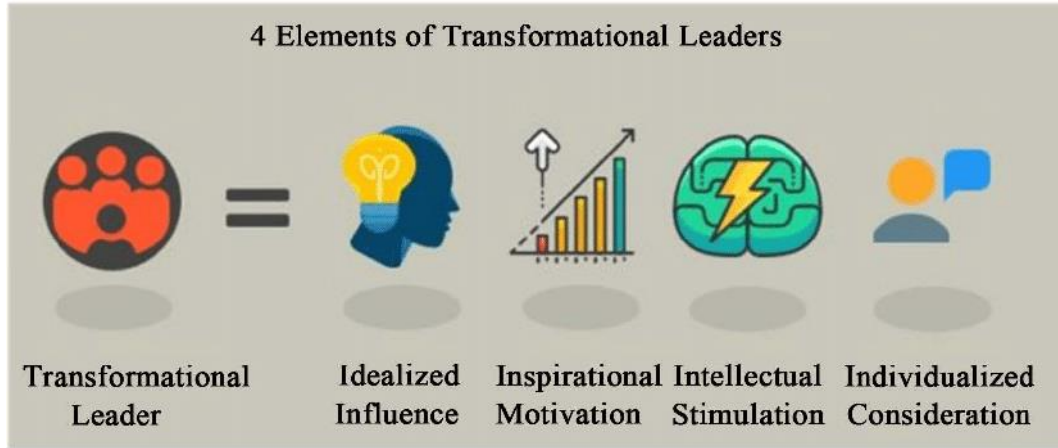 4 Elements of Transformational Leaders
Transformational
Leader
Idealized
Influence
Inspirational
Motivation
Intellectual
Stimulation
Individualized
Consideration